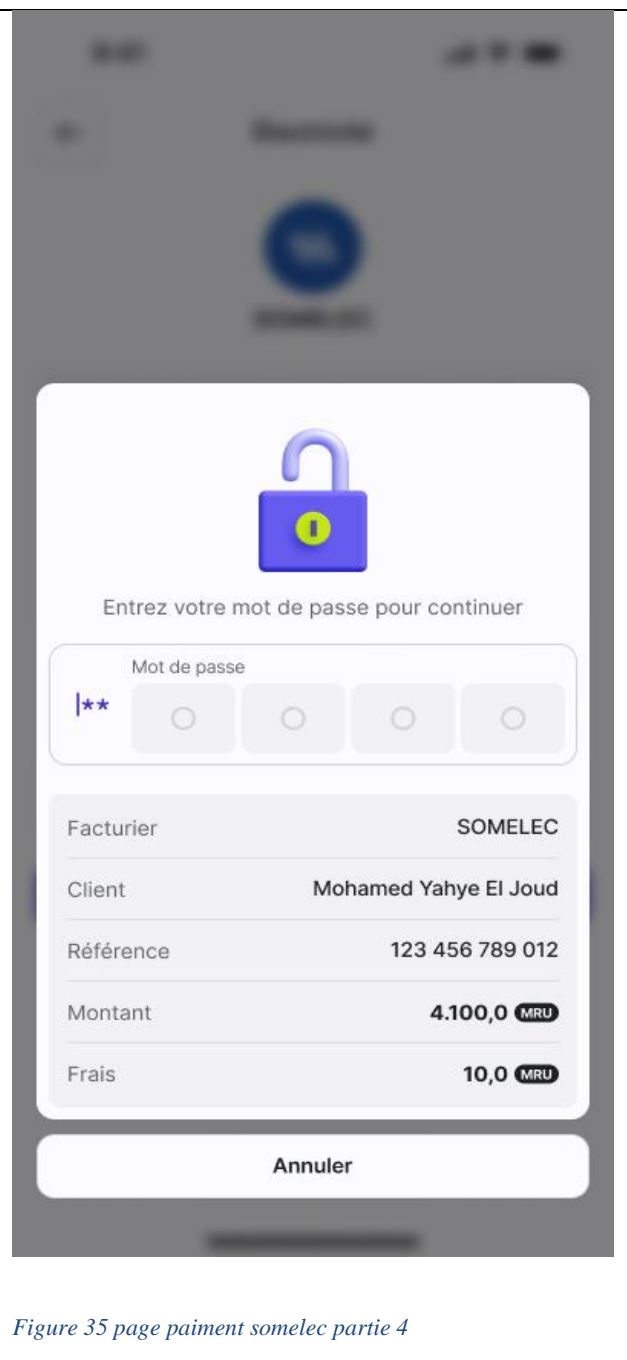 Électricité
SOMELEC
Entrez votre mot de passe pour continuer
Mot de passe
|**
Facturier SOMELEC
Client Mohamed Yahye El Joud
Référence 123 456 789 012
Montant 4.100,0 MRU
Frais 10,0 MRU
Annuler
Figure 35 page paiment somelec partie 4